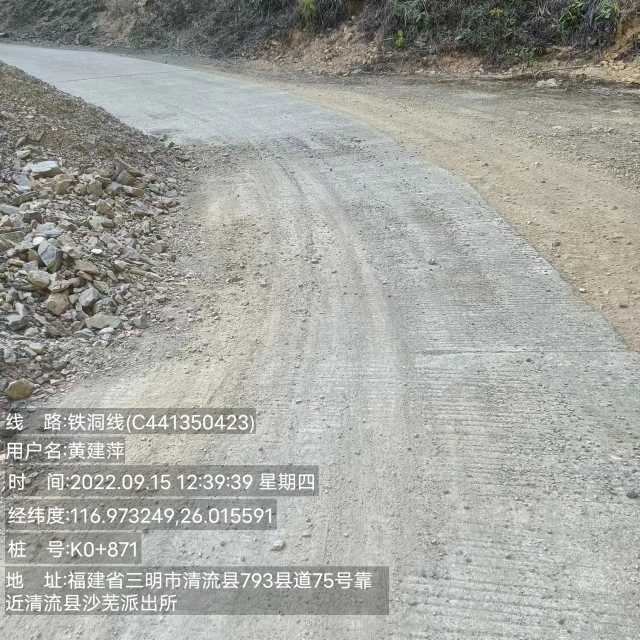 线 路:铁洞线(C441350423)
用户名:黄建萍
时 间:2022.09.15 12:39:39 星期四
经纬度:116.973249,26.015591
桩 号:K0+871
地 址:福建省三明市清流县793县道75号靠
近清流县沙芜派出所